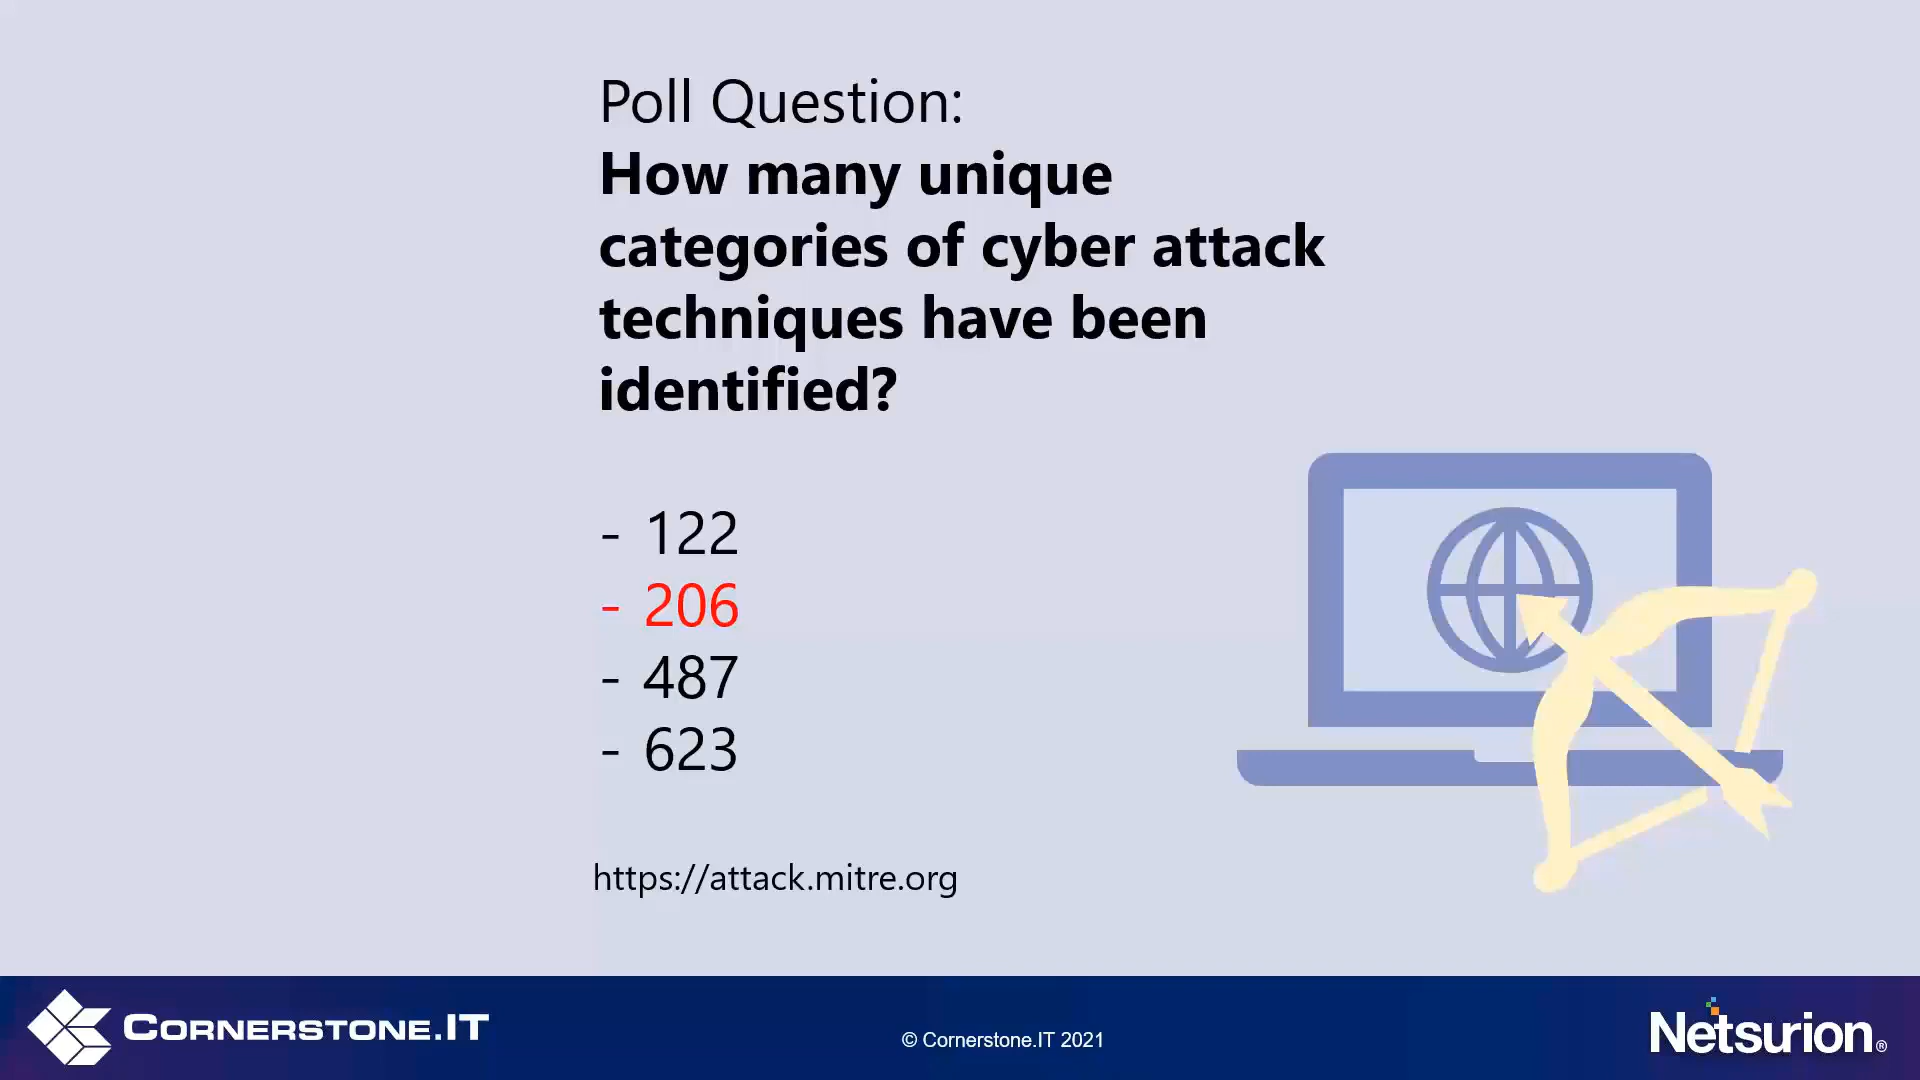 Poll Question:
How many unique
categories of cyber attack
techniques have been
identified?
- 122
- 206
- 487
- 623
https://attack.mitre.org
CORNERSTONE.IT
© Cornerstone.IT 2021
Netsurion®